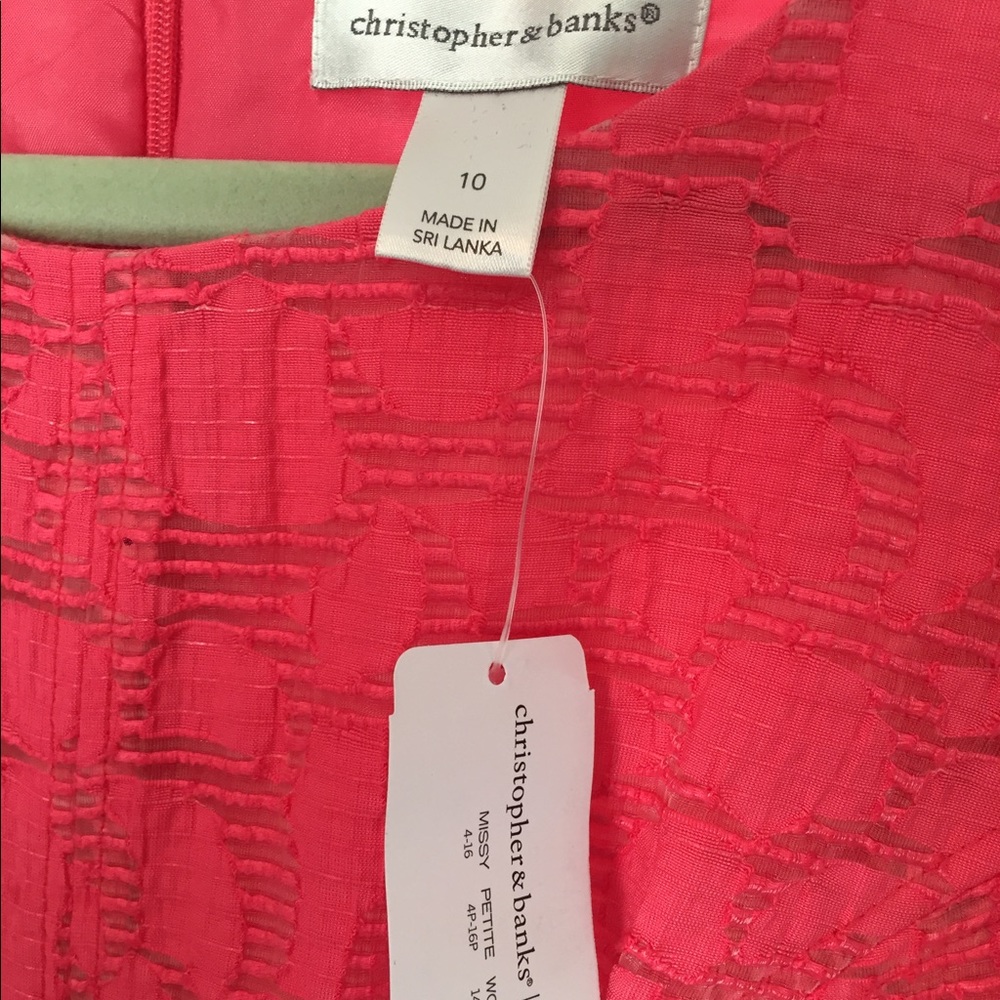 christopher & banks®
10
MADE IN
SRI LANKA
christopher & banks®
MISSY PETITE
4-16 4P-16P